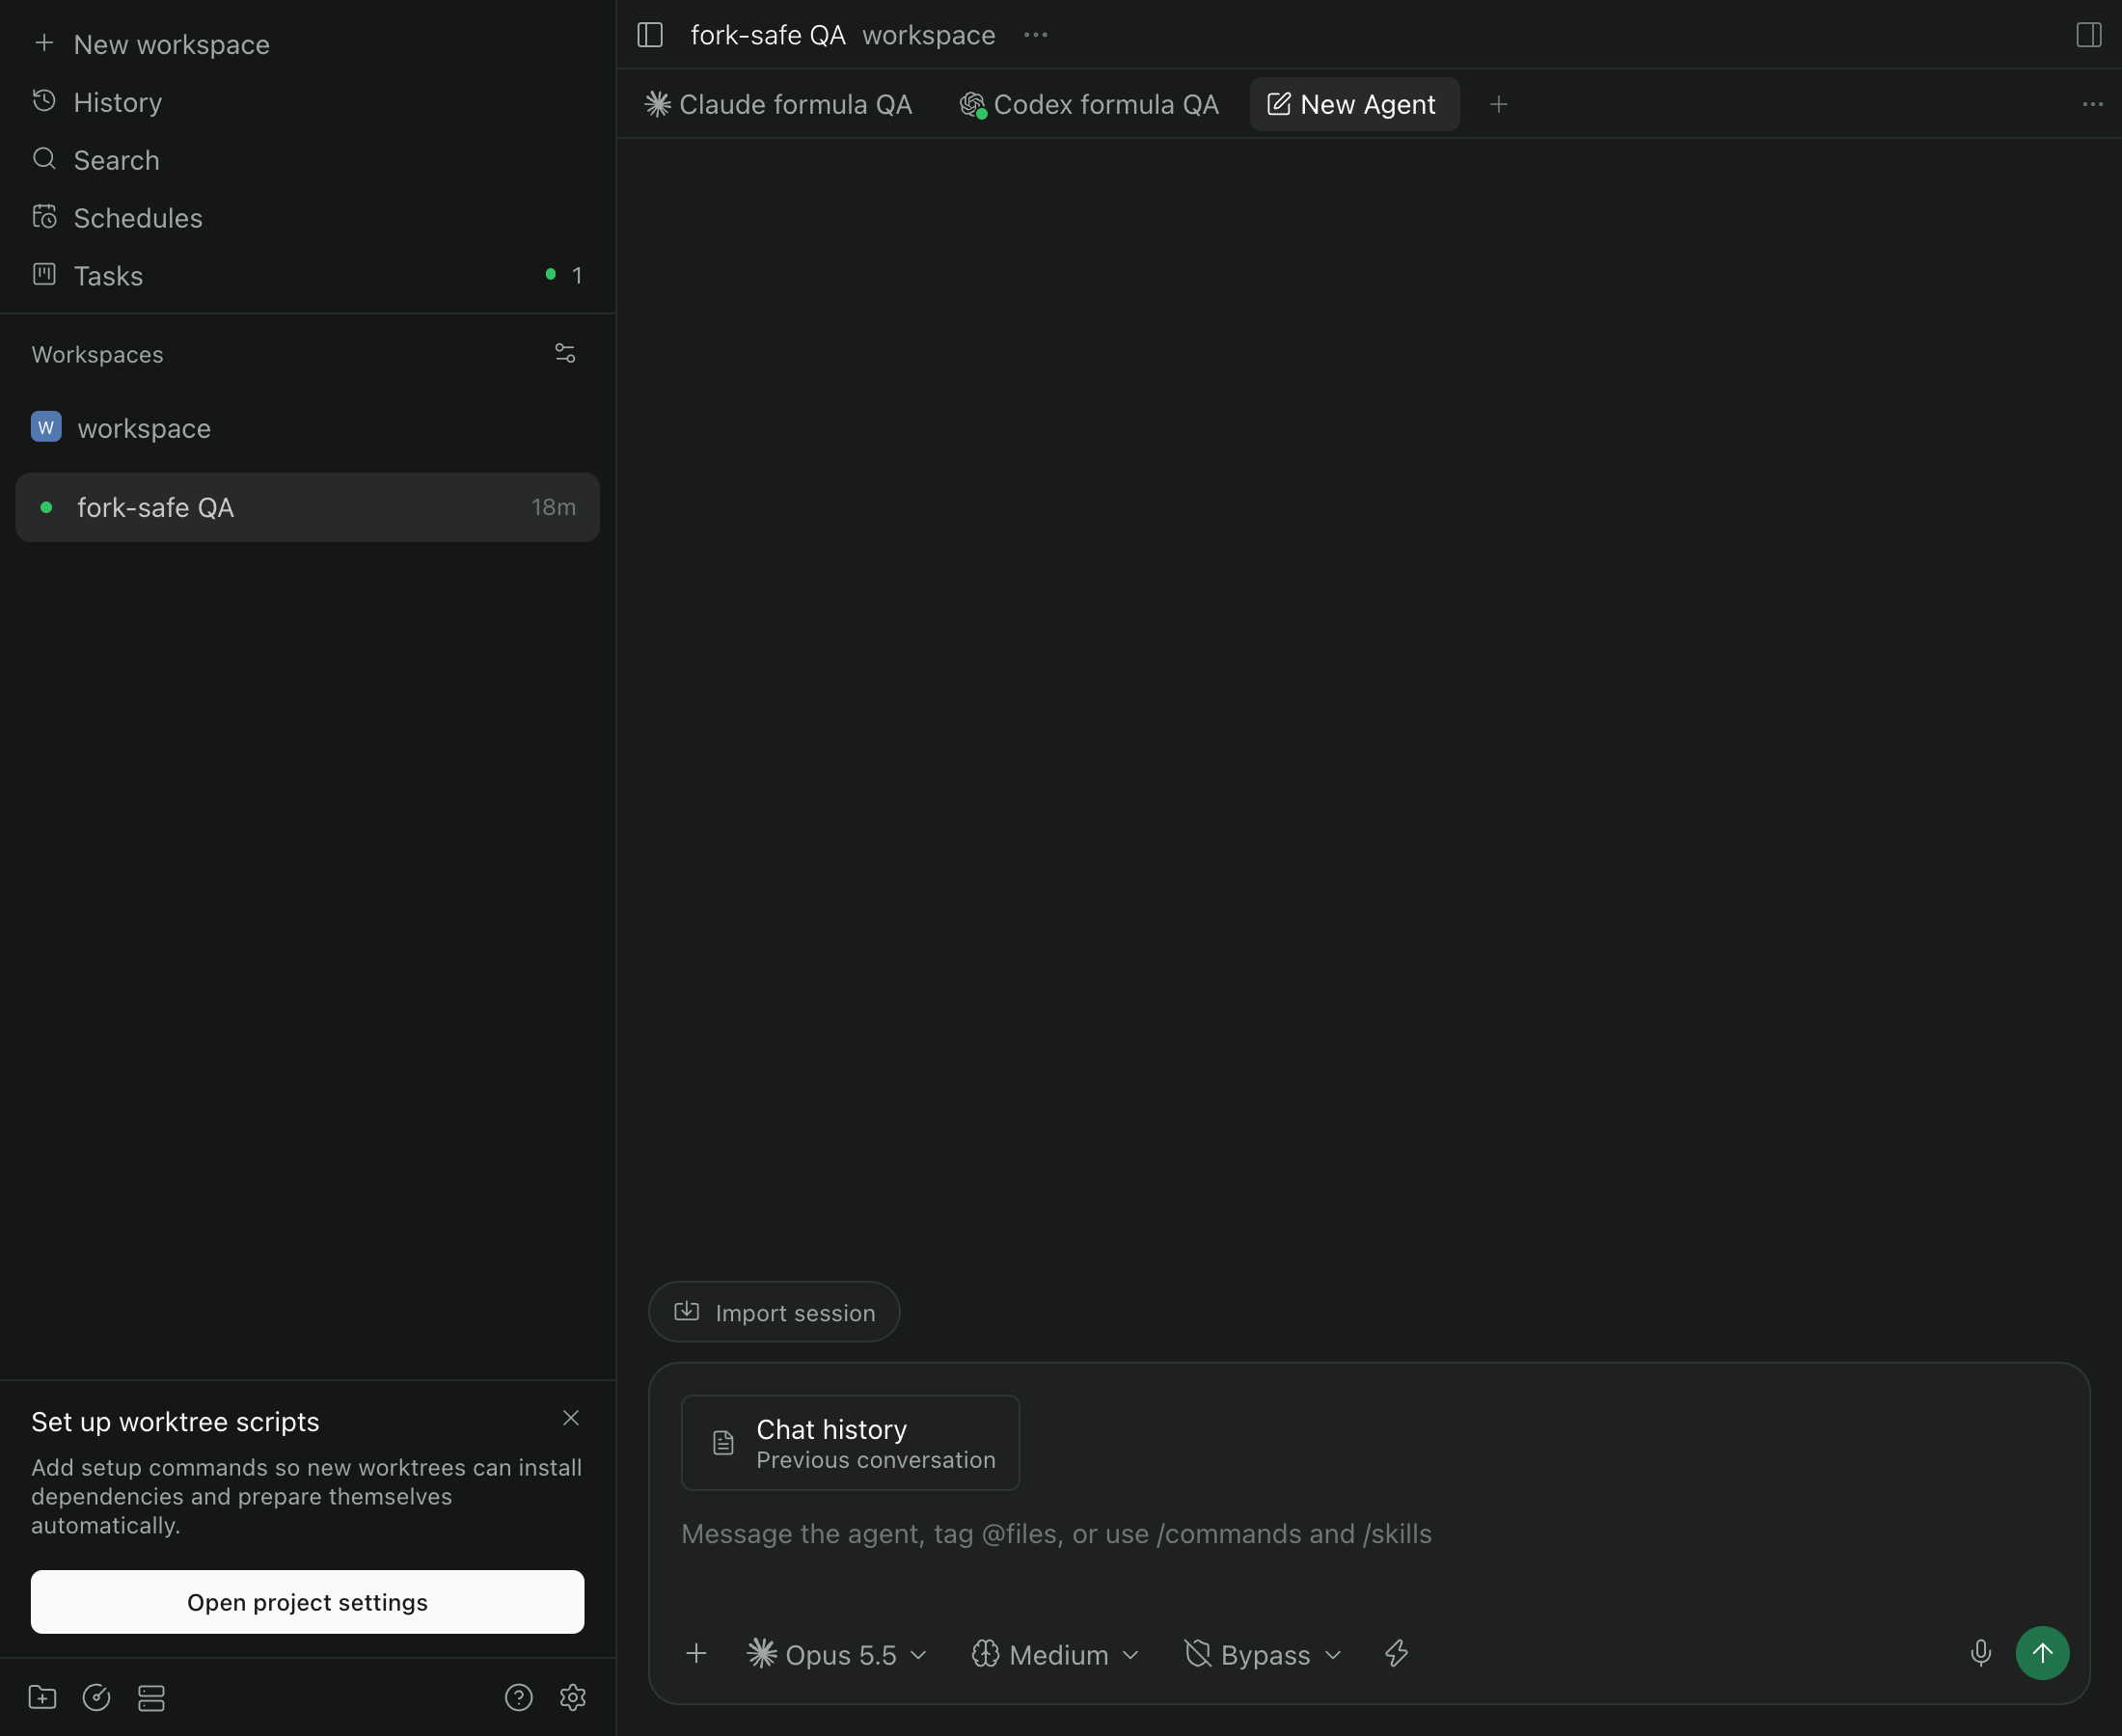 New workspace
History
Search
Schedules
Tasks
1
Workspaces
W
workspace
fork-safe QA
18m
Set up worktree scripts
Add setup commands so new worktrees can install
dependencies and prepare themselves
automatically.
Open project settings
fork-safe QA workspace
Claude formula QA
Codex formula QA
New Agent
Import session
Chat history
Previous conversation
Message the agent, tag @files, or use /commands and /skills
Opus 5.5
Medium
Bypass